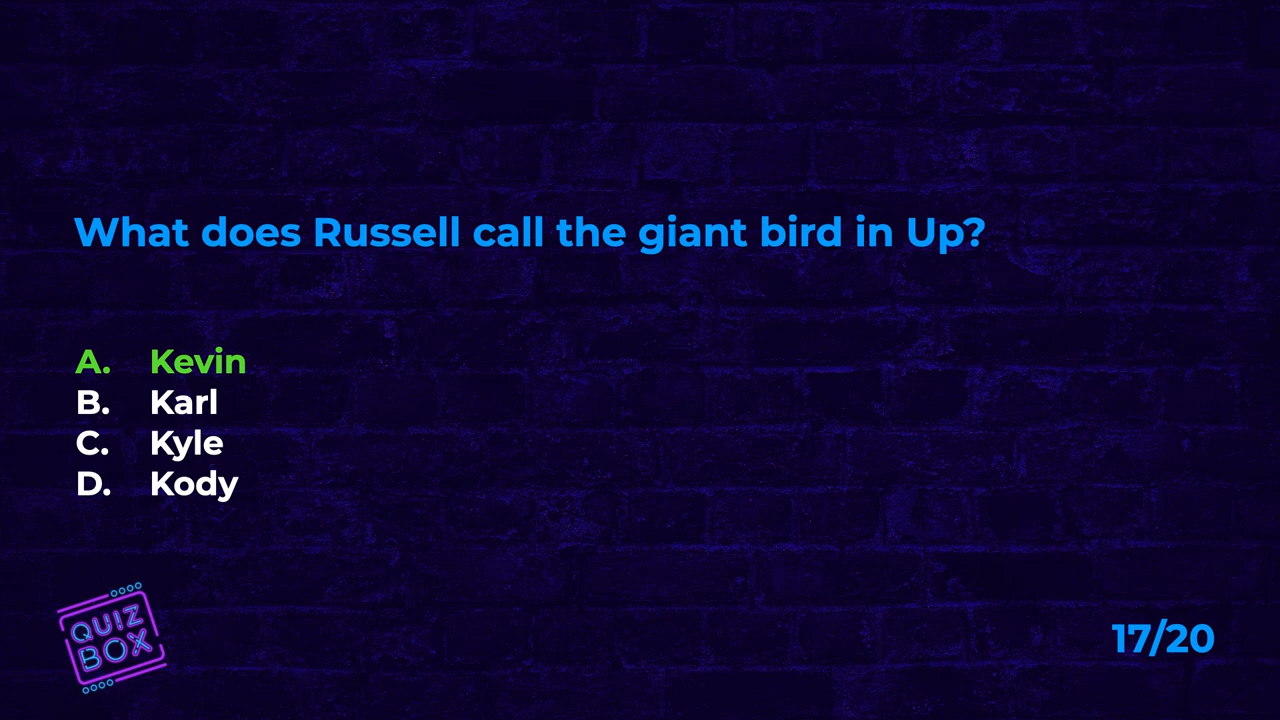 What does Russell call the giant bird in Up?
A. Kevin
B. Karl
C. Kyle
D. Kody
QUIZ
BOX
17/20